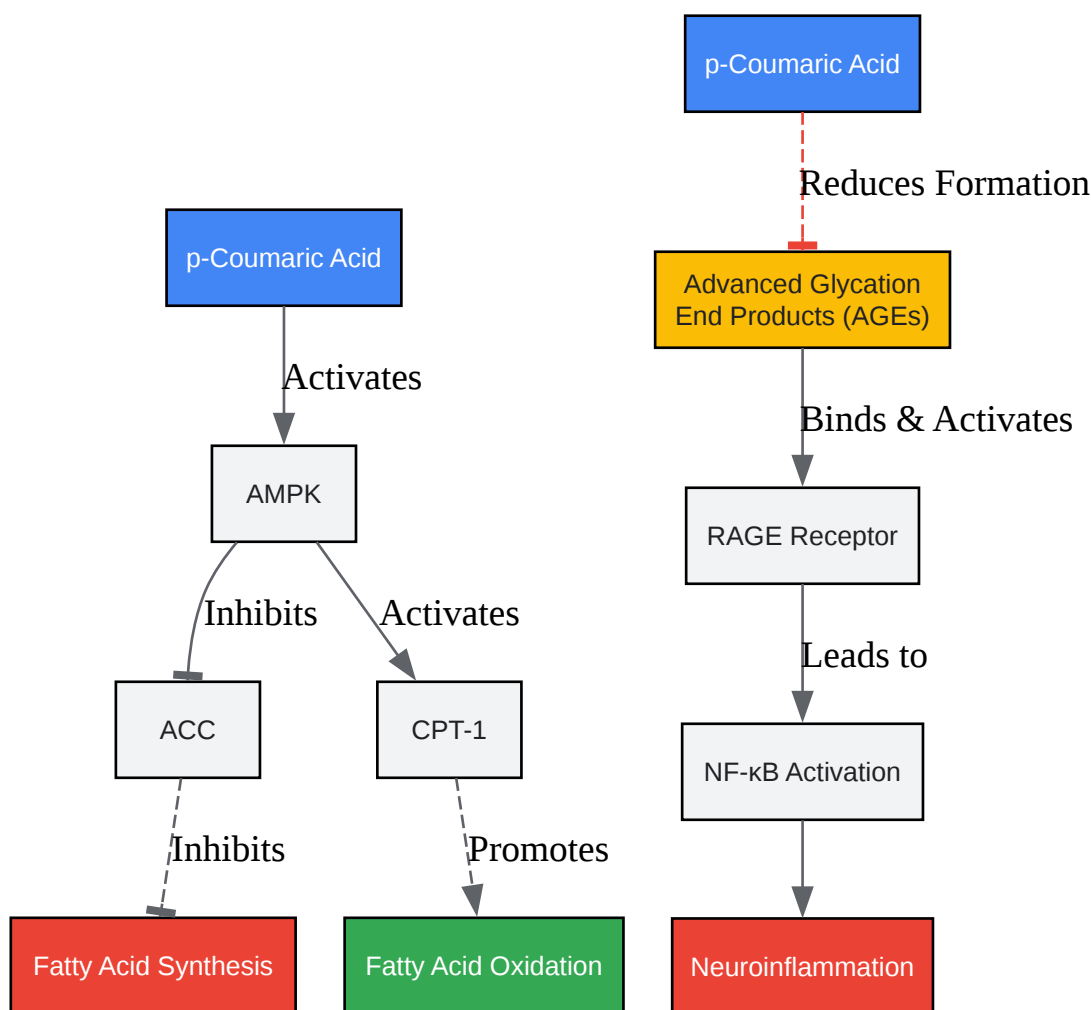 p-Coumaric Acid
Reduces Formation
p-Coumaric Acid
Advanced Glycation
End Products (AGEs)
Activates
Binds & Activates
AMPK
RAGE Receptor
Inhibits
Activates
Leads to
ACC
CPT-1
NF-κB Activation
Inhibits
Promotes
Fatty Acid Synthesis
Fatty Acid Oxidation
Neuroinflammation